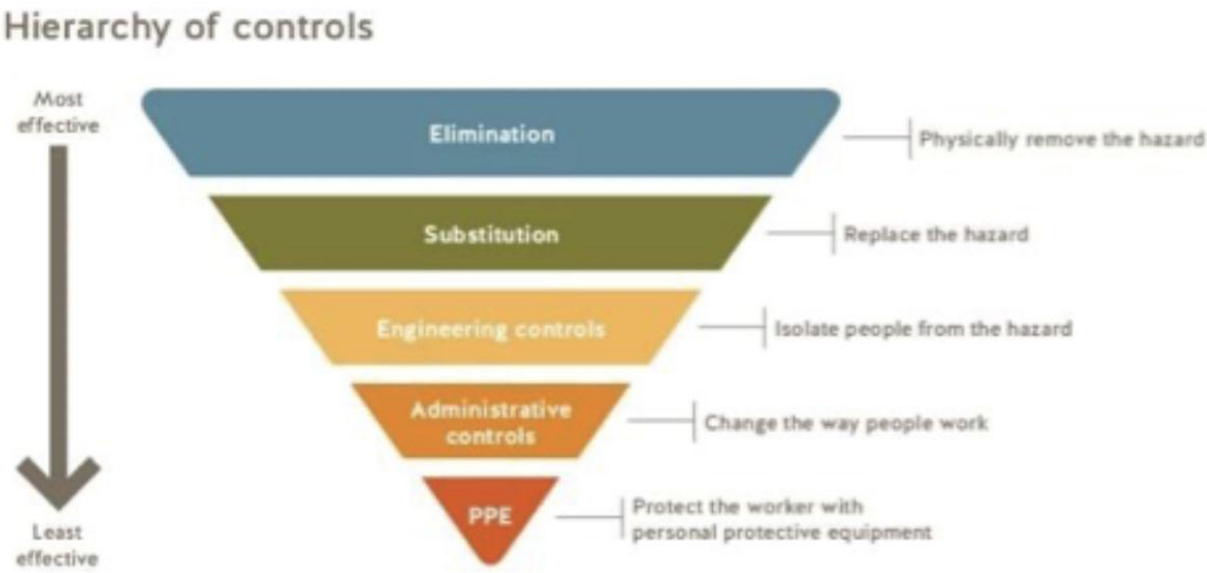 Hierarchy of controls
Most
effective
Elimination
Physically remove the hazard
Substitution
Replace the hazard
Engineering controls
Isolate people from the hazard
Administrative
controls
Change the way people work
PPE
Protect the worker with
personal protective equipment
Least
effective